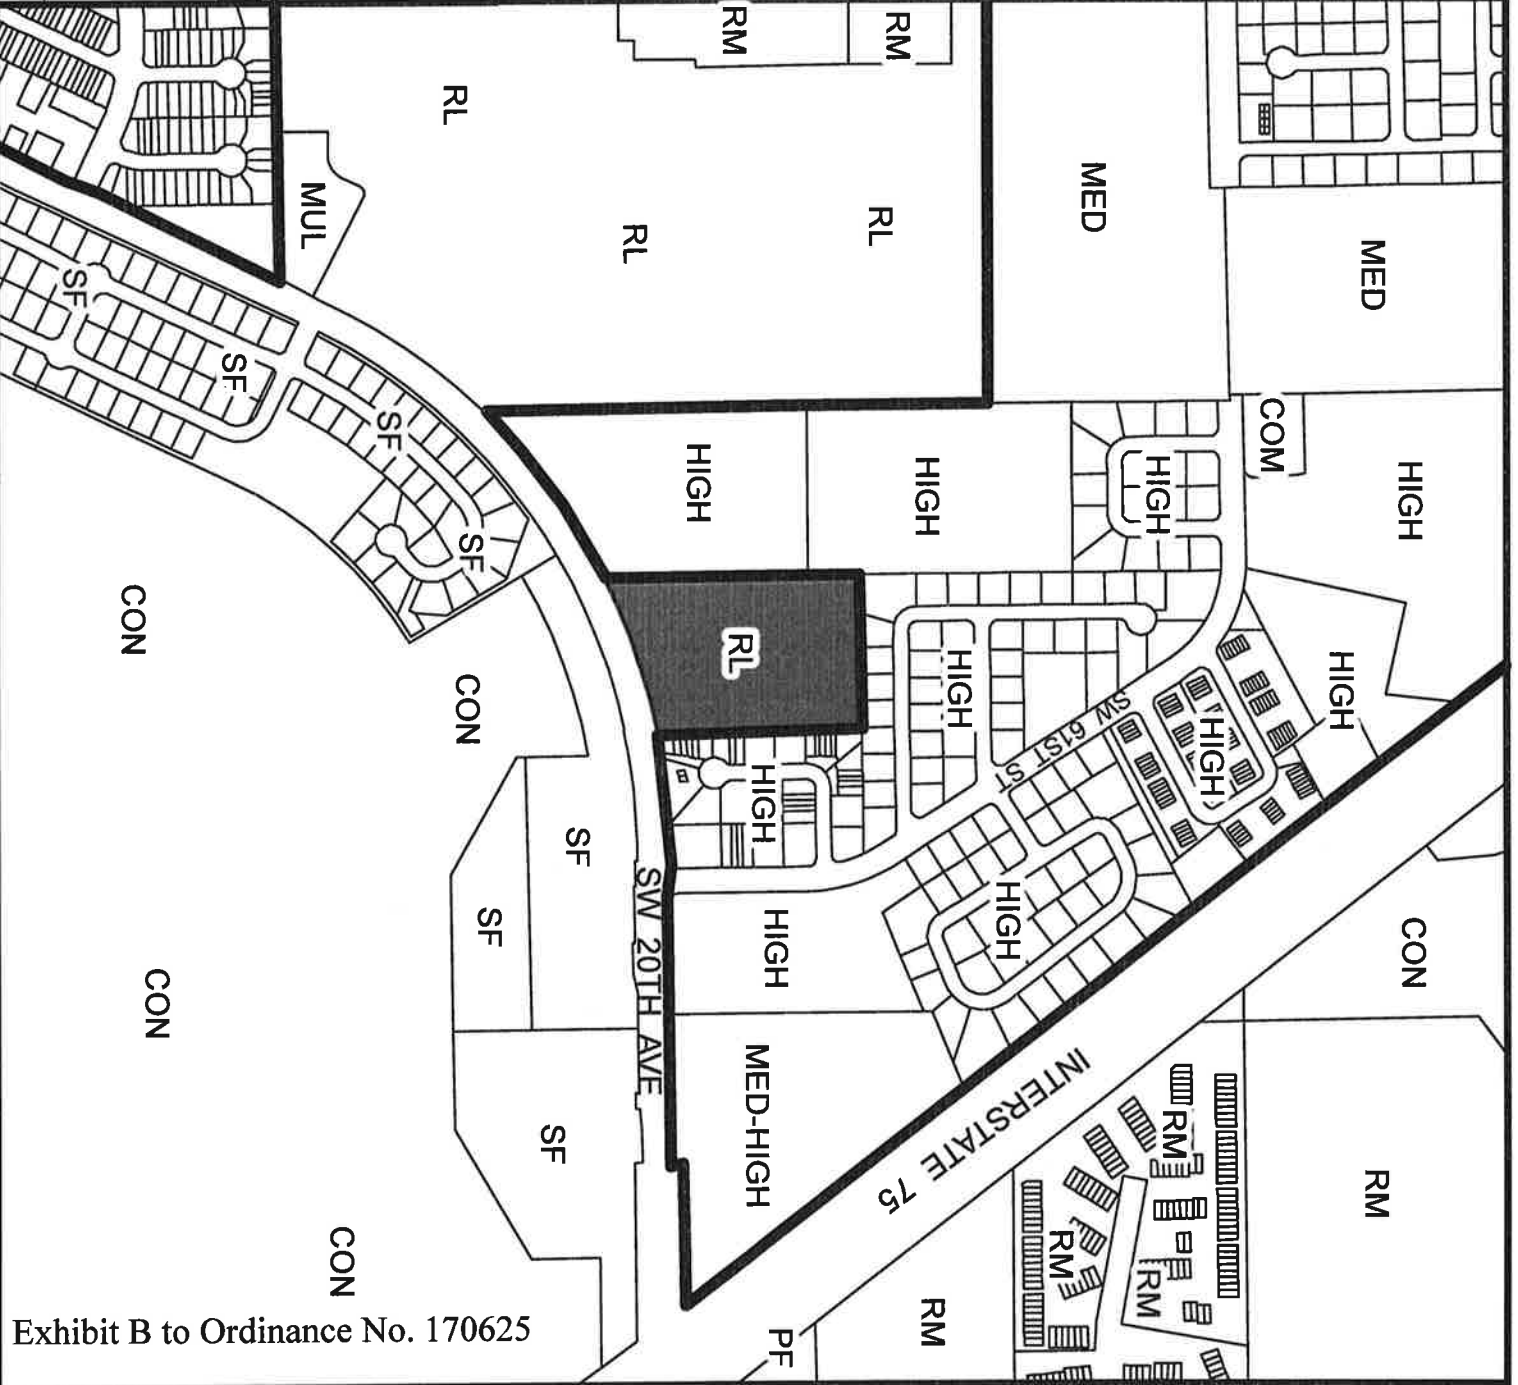 RM
RM
RL
MED
MED
MUL
RL
RL
SF
SF
SF
SF
HIGH
HIGH
HIGH
COM
HIGH
RL
HIGH
HIGH
HIGH
SW 61ST ST
HIGH
HIGH
HIGH
MED-HIGH
CON
CON
SF
SF
SF
SW 20TH AVE
CON
CON
CON
INTERSTATE 75
RM
RM
RM
RM
RM
PF
Exhibit B to Ordinance No. 170625